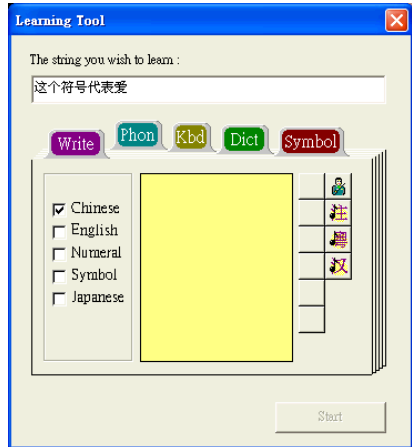 Learning Tool
The string you wish to learn :
这个符号代表爱
Write
Phon
Kbd
Dict
Symbol
Chinese
English
Numeral
Symbol
Japanese
注
粵
汉
Start